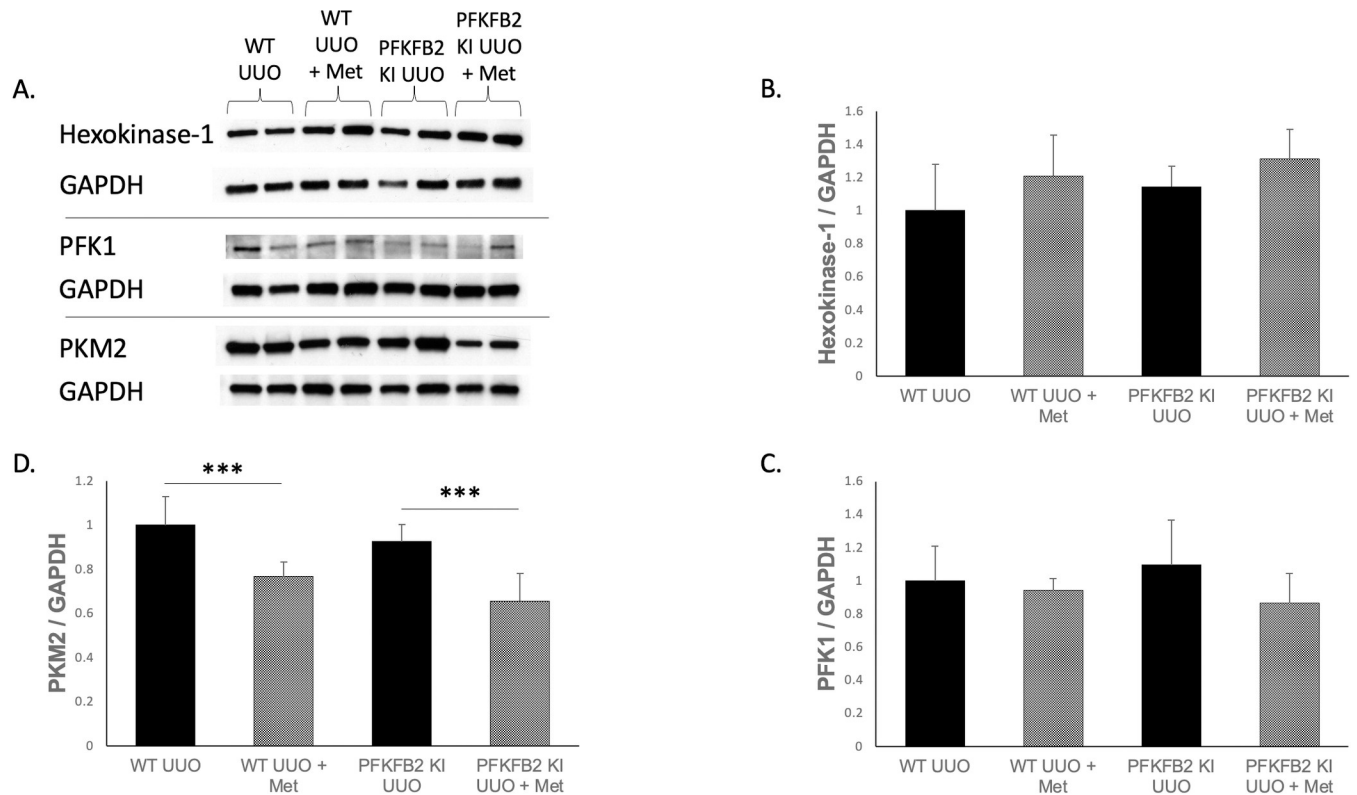 A.
WT
UUO
WT
UUO
+ Met
PFKFB2
KI UUO
PFKFB2
KI UUO
+ Met
Hexokinase-1
GAPDH
PFK1
GAPDH
PKM2
GAPDH
B.
Hexokinase-1 / GAPDH
1.6
1.4
1.2
1
0.8
0.6
0.4
0.2
0
WT UUO
WT UUO +
Met
PFKFB2 KI
UUO
PFKFB2 KI
UUO + Met
D.
PKM2 / GAPDH
1.2
1
0.8
0.6
0.4
0.2
0
***
***
WT UUO
WT UUO +
Met
PFKFB2 KI
UUO
PFKFB2 KI
UUO + Met
C.
PFK1 / GAPDH
1.6
1.4
1.2
1
0.8
0.6
0.4
0.2
0
WT UUO
WT UUO +
Met
PFKFB2 KI
UUO
PFKFB2 KI
UUO + Met